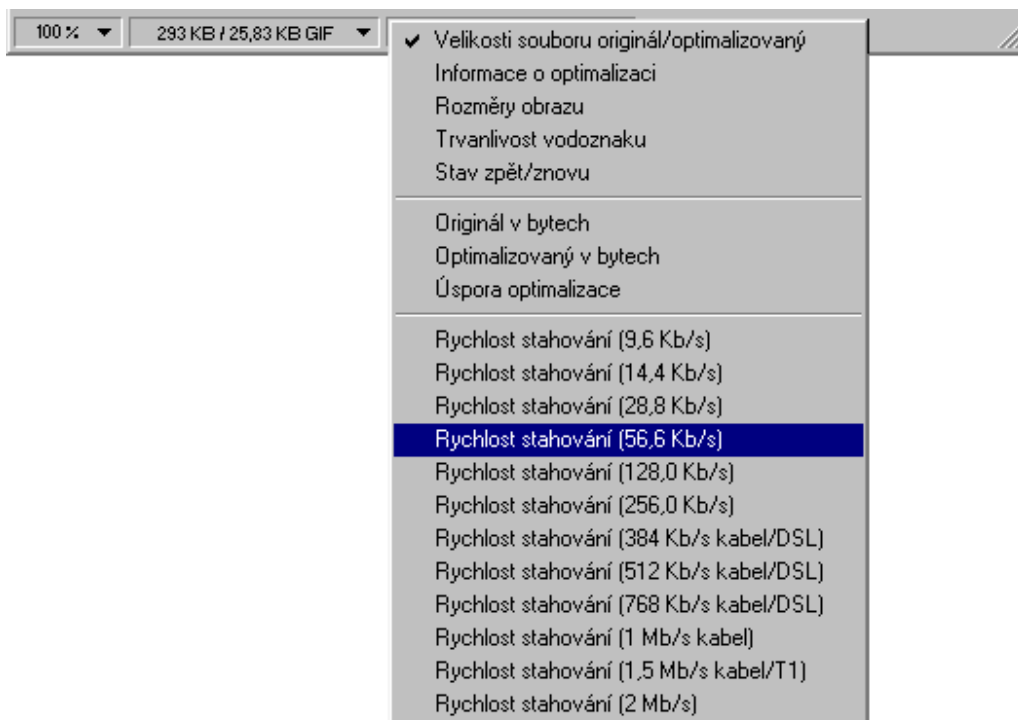 100 %
293 KB / 25,83 KB GIF
Velikosti souboru originál/optimalizovaný
Informace o optimalizaci
Rozměry obrazu
Trvanlivost vodoznaku
Stav zpět/znovu
Originál v bytech
Optimalizovaný v bytech
Úspora optimalizace
Rychlost stahování (9,6 Kb/s)
Rychlost stahování (14,4 Kb/s)
Rychlost stahování (28,8 Kb/s)
Rychlost stahování (56,6 Kb/s)
Rychlost stahování (128,0 Kb/s)
Rychlost stahování (256,0 Kb/s)
Rychlost stahování (384 Kb/s kabel/DSL)
Rychlost stahování (512 Kb/s kabel/DSL)
Rychlost stahování (768 Kb/s kabel/DSL)
Rychlost stahování (1 Mb/s kabel)
Rychlost stahování (1,5 Mb/s kabel/T1)
Rychlost stahování (2 Mb/s)